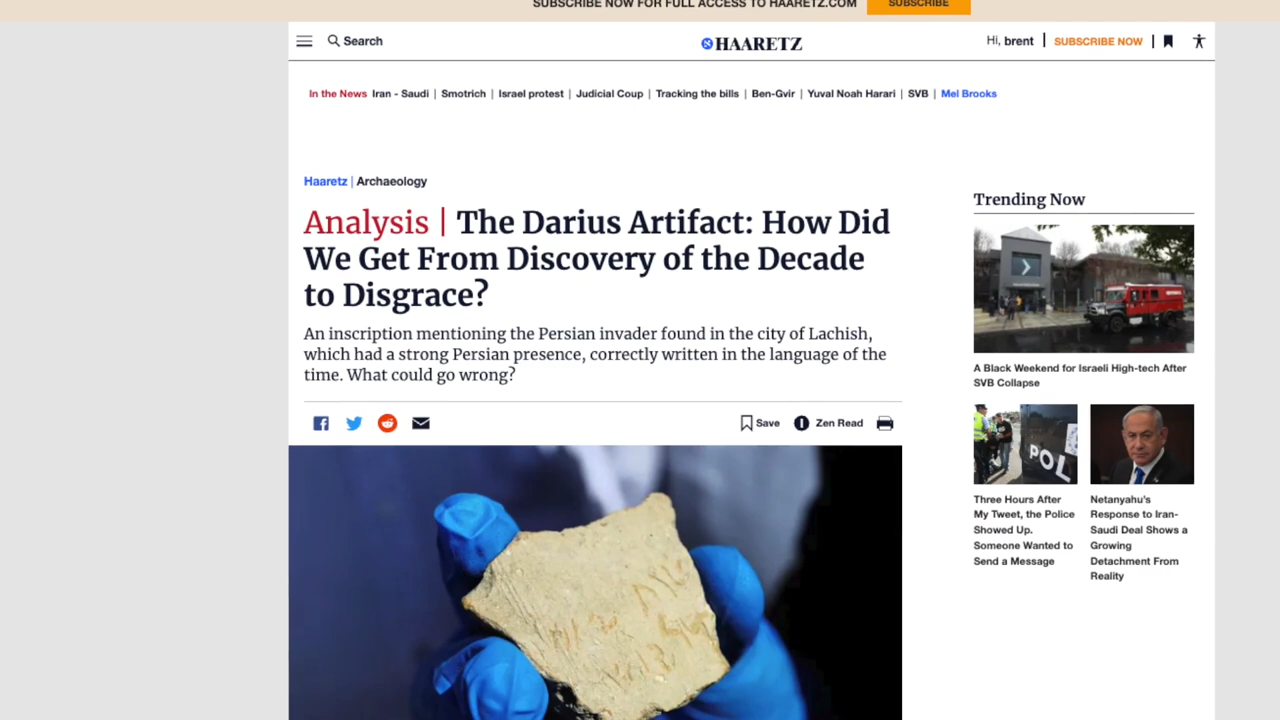 SUBSCRIBE NOW FOR FULL ACCESS TO HAARETZ.COM SUBSCRIBE
Search HAARETZ Hi, brent | SUBSCRIBE NOW |
In the News Iran - Saudi | Smotrich | Israel protest | Judicial Coup | Tracking the bills | Ben-Gvir | Yuval Noah Harari | SVB | Mel Brooks
Haaretz | Archaeology
Analysis | The Darius Artifact: How Did
We Get From Discovery of the Decade
to Disgrace?
An inscription mentioning the Persian invader found in the city of Lachish,
which had a strong Persian presence, correctly written in the language of the
time. What could go wrong?
Save Zen Read
Trending Now
A Black Weekend for Israeli High-tech After
SVB Collapse
POL
Three Hours After
My Tweet, the Police
Showed Up.
Someone Wanted to
Send a Message
Netanyahu's
Response to Iran-
Saudi Deal Shows a
Growing
Detachment From
Reality